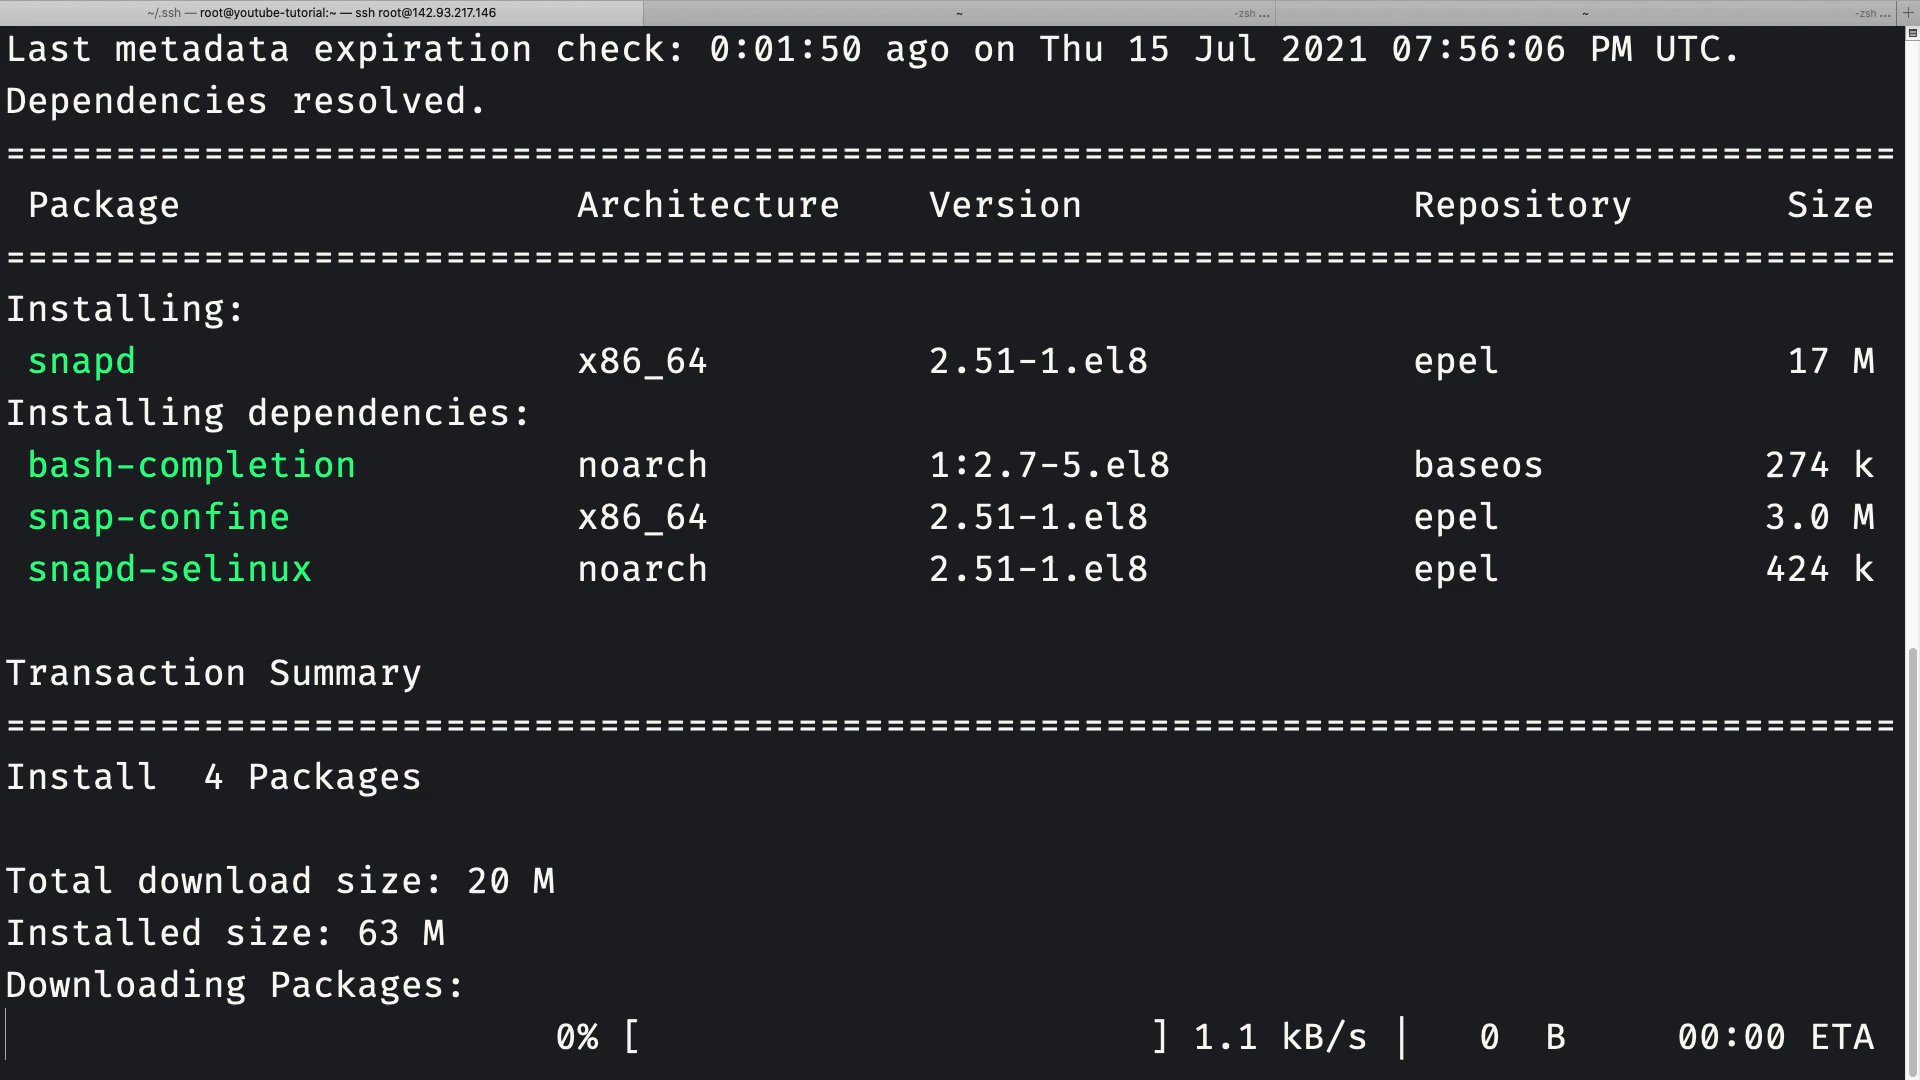 ~/.ssh — root@youtube-tutorial:~ — ssh root@142.93.217.146 ~ -zsh ... ~ -zsh ... +
Last metadata expiration check: 0:01:50 ago on Thu 15 Jul 2021 07:56:06 PM UTC.
Dependencies resolved.
======================================================================================
Package Architecture Version Repository Size
======================================================================================
Installing:
snapd x86_64 2.51-1.el8 epel 17 M
Installing dependencies:
bash-completion noarch 1:2.7-5.el8 baseos 274 k
snap-confine x86_64 2.51-1.el8 epel 3.0 M
snapd-selinux noarch 2.51-1.el8 epel 424 k
Transaction Summary
======================================================================================
Install  4 Packages
Total download size: 20 M
Installed size: 63 M
Downloading Packages:
0% [ ] 1.1 kB/s | 0 B 00:00 ETA